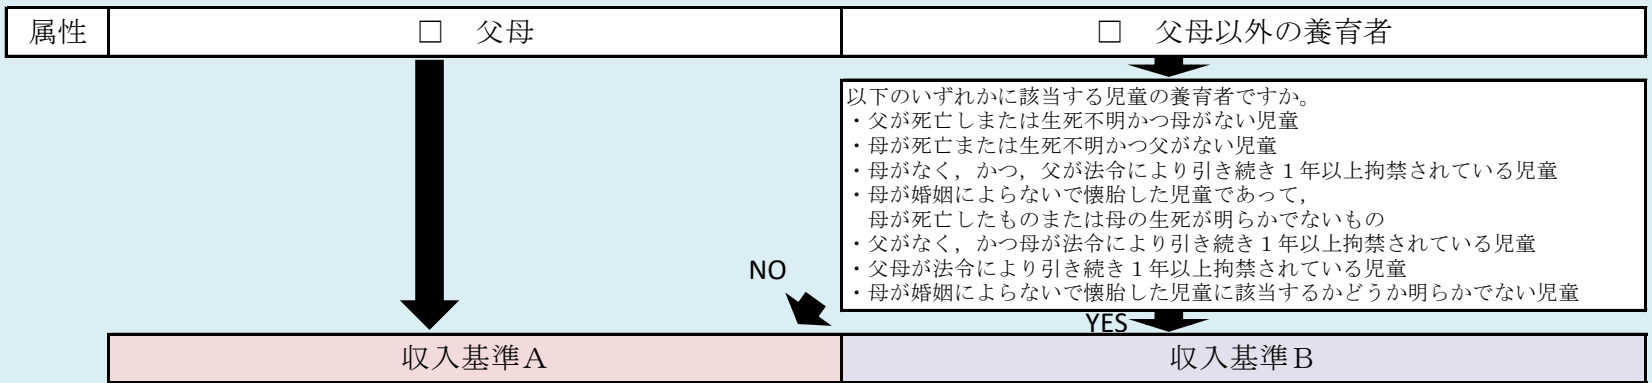 属性
□ 父母
□ 父母以外の養育者
以下のいずれかに該当する児童の養育者ですか。
・父が死亡しまたは生死不明かつ母がない児童
・母が死亡または生死不明かつ父がない児童
・母がなく，かつ，父が法令により引き続き１年以上拘禁されている児童
・母が婚姻によらないで懐胎した児童であって，
母が死亡したものまたは母の生死が明らかでないもの
・父がなく，かつ母が法令により引き続き１年以上拘禁されている児童
・父母が法令により引き続き１年以上拘禁されている児童
・母が婚姻によらないで懐胎した児童に該当するかどうか明らかでない児童
NO
YES
収入基準Ａ
収入基準Ｂ